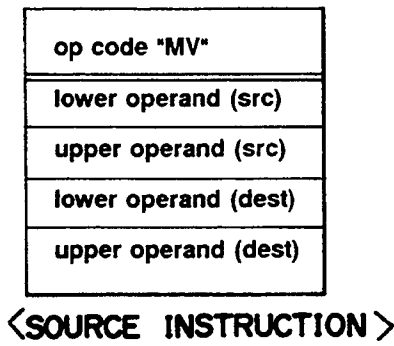 op code "MV"
lower operand (src)
upper operand (src)
lower operand (dest)
upper operand (dest)
<SOURCE INSTRUCTION>